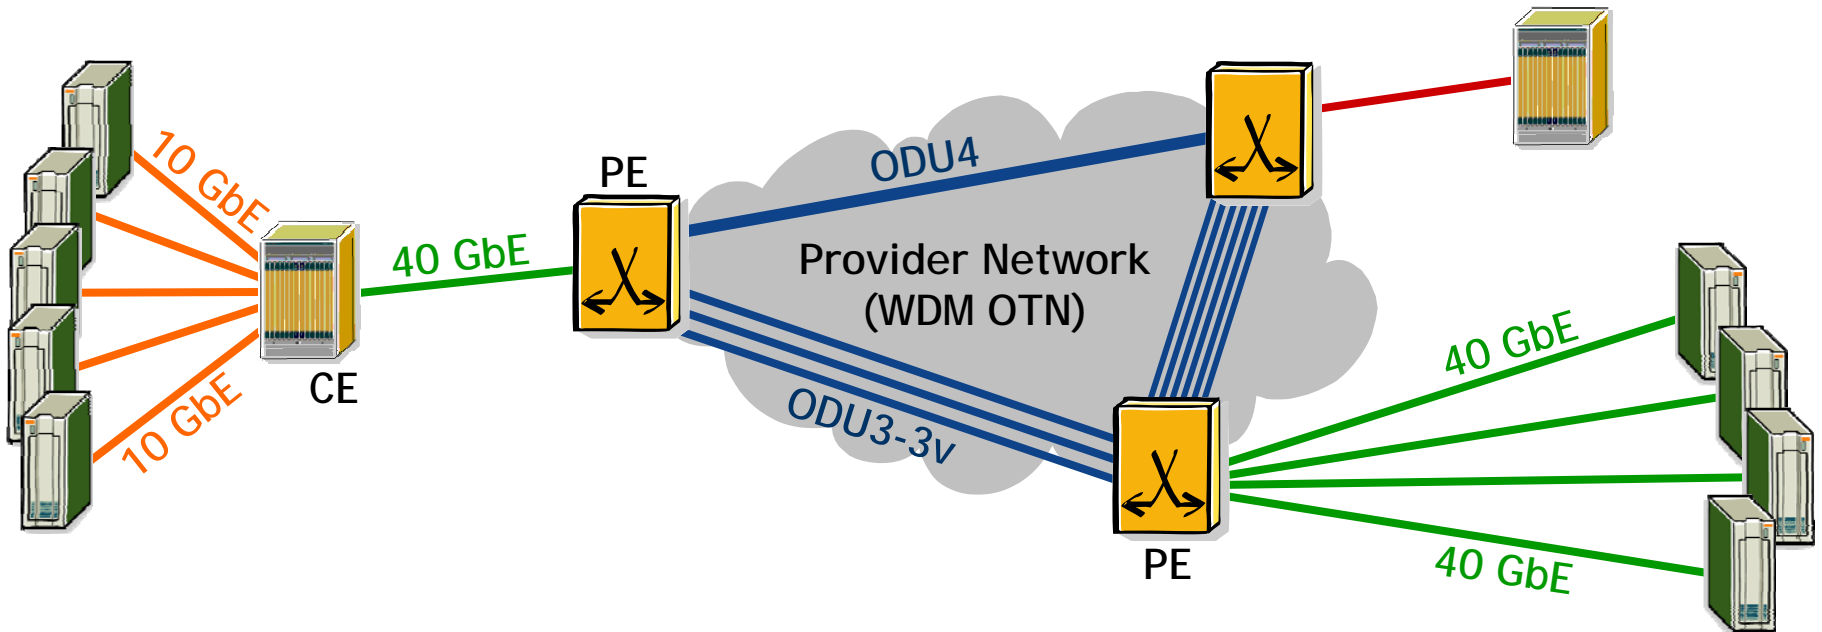 10 GbE
PE
40 GbE
CE
10 GbE
ODU4
Provider Network
(WDM OTN)
ODU3-3v
PE
40 GbE
40 GbE